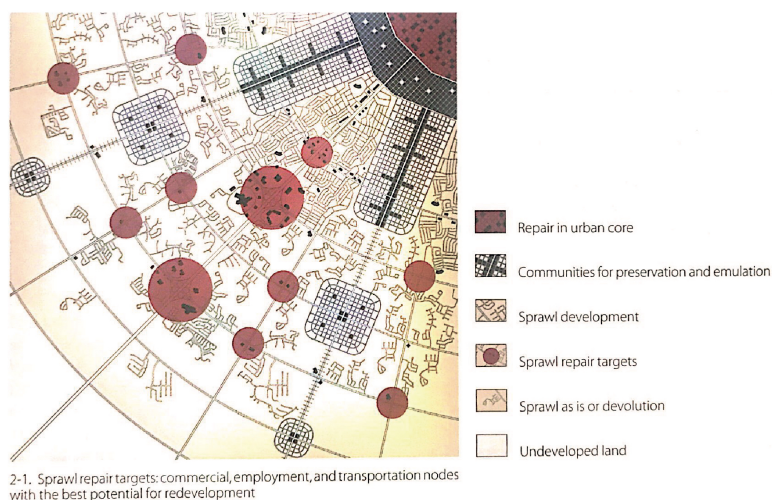 Repair in urban core
Communities for preservation and emulation
Sprawl development
Sprawl repair targets
Sprawl as is or devolution
Undeveloped land
2-1. Sprawl repair targets: commercial, employment, and transportation nodes
with the best potential for redevelopment